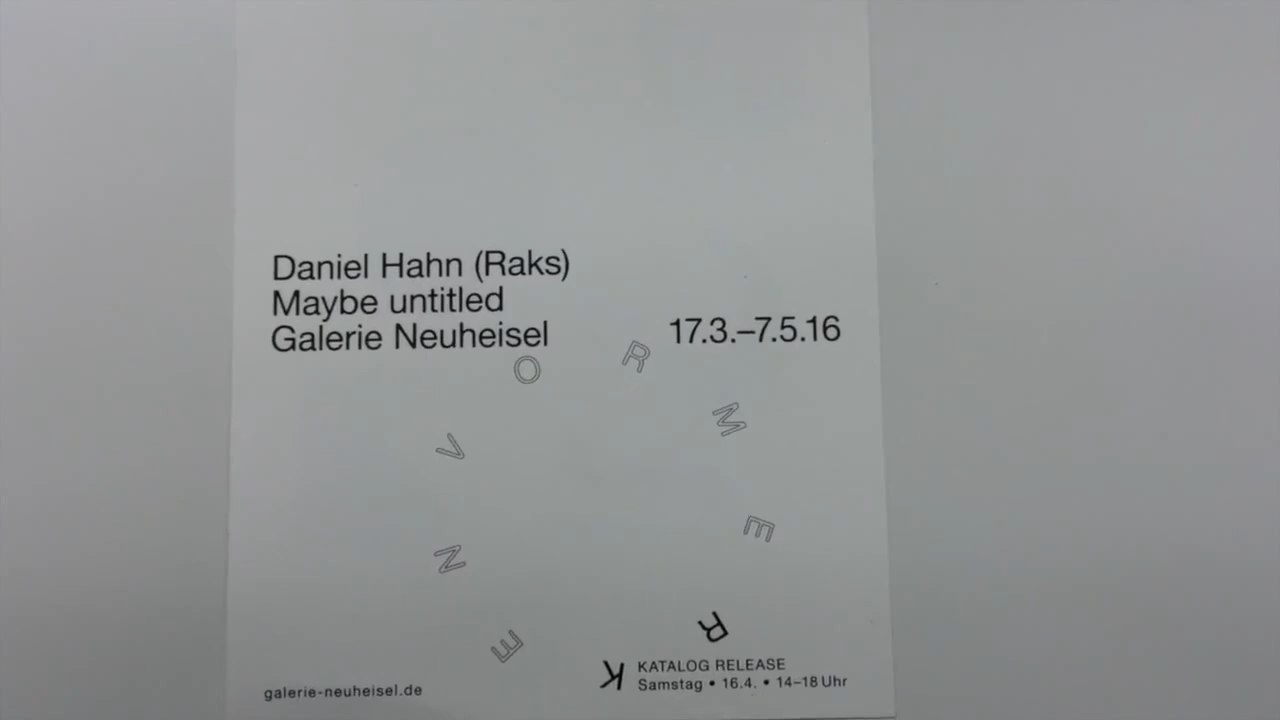 Daniel Hahn (Raks)
Maybe untitled
Galerie Neuheisel
17.3.–7.5.16
VORMERKEN
KATALOG RELEASE
Samstag • 16.4. • 14–18 Uhr
galerie-neuheisel.de